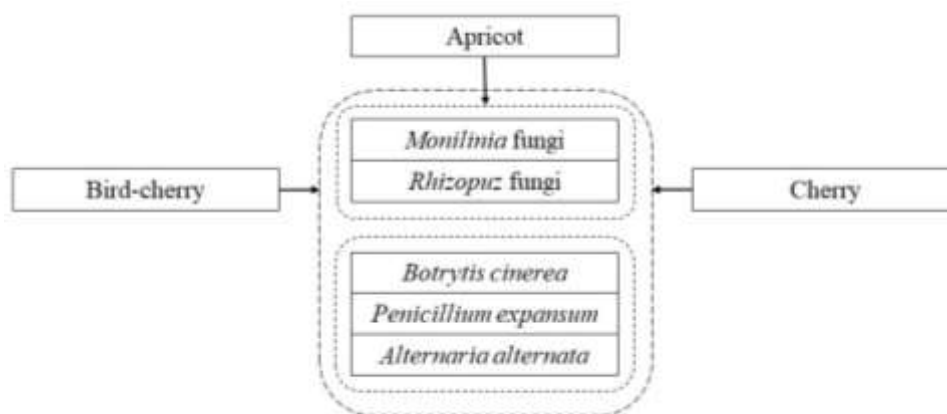 Apricot
Monilinia fungi
Rhizopuz fungi
Bird-cherry
Cherry
Botrytis cinerea
Penicillium expansum
Alternaria alternata